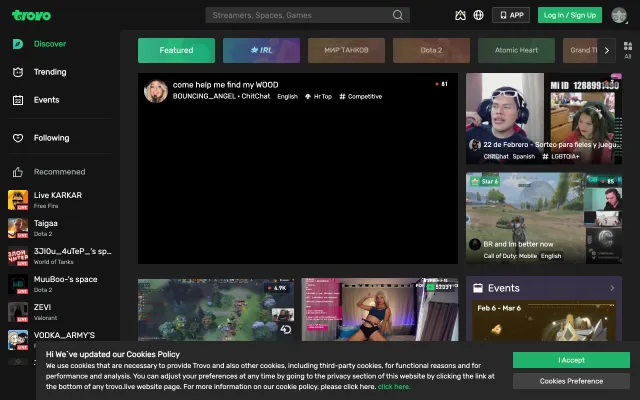 trovo
Streamers, Spaces, Games
APP
Log In / Sign Up
Discover
Trending
Events
Following
Recommened
Live KARKAR
Free Fire
LIVE
Taigaa
Dota 2
LIVE
3JI0u_4uTeP_'s sp...
World of Tanks
LIVE
MuuBoo-'s space
Dota 2
LIVE
ZEVI
Valorant
LIVE
VODKA_ARMY'S
Featured
IRL
МИР ТАНКОВ
Dota 2
Atomic Heart
Grand T
All
come help me find my WOOD
BOUNCING_ANGEL • ChitChat English Hr Top Competitive
81
Mi ID 1288991400
22 de Febrero - Sorteo para fieles y juegu...
ChitChat Spanish LGBTQIA+
Star 6
85
BR and Im better now
Call of Duty: Mobile English
4.9K
Events
Feb 6 - Mar 6
Hi We`ve updated our Cookies Policy
We use cookies that are necessary to provide Trovo and also other cookies, including third-party cookies, for functional reasons and for
performance and analysis. You can adjust your preferences at any time by going to the privacy section of this website by clicking the link at
the bottom of any trovo.live website page. For more information on our cookie policy, please click here. click here.
I Accept
Cookies Preference